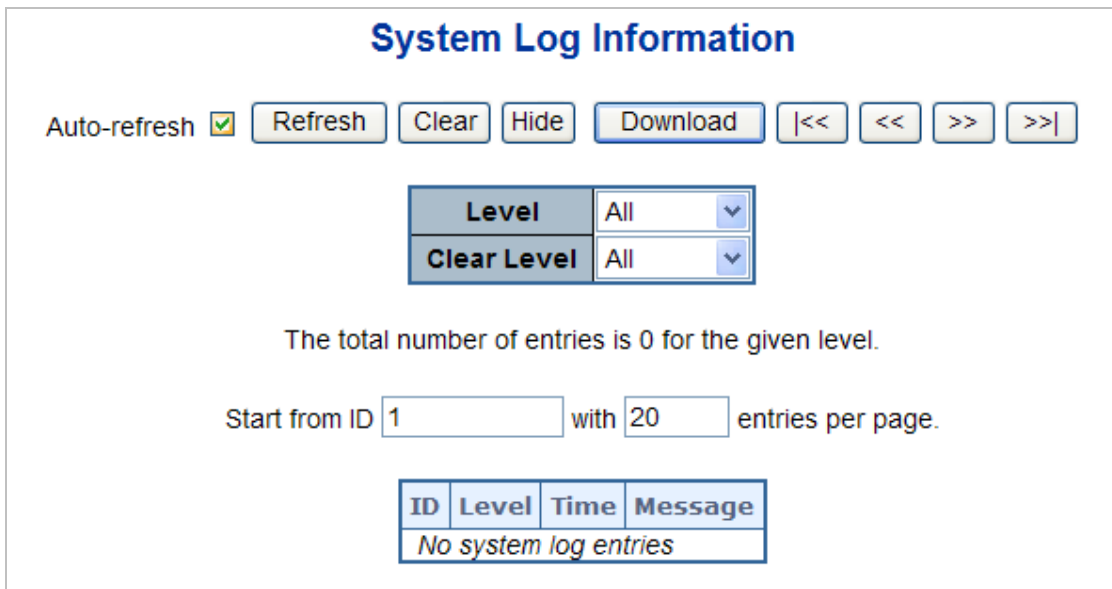 System Log Information
Auto-refresh Refresh Clear Hide Download |<< << >> >>|
Level All
Clear Level All
The total number of entries is 0 for the given level.
Start from ID 1 with 20 entries per page.
ID Level Time Message
No system log entries